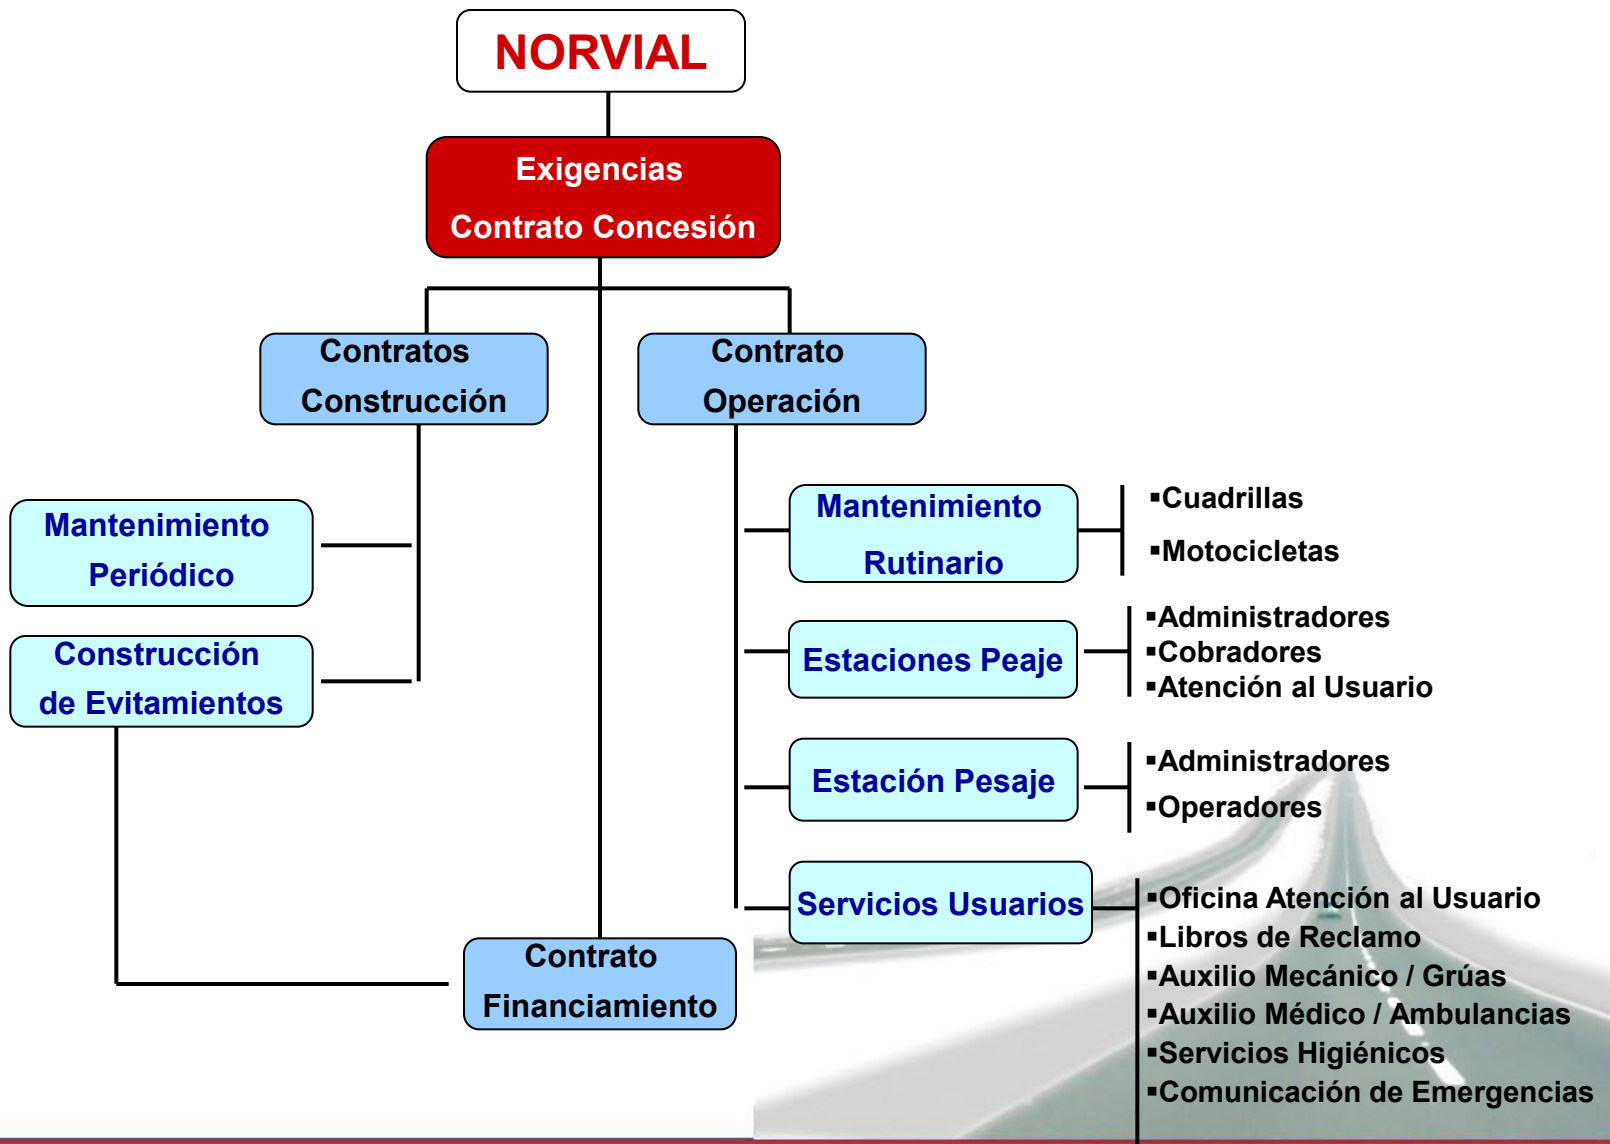 NORVIAL
Exigencias
Contrato Concesión
Contratos
Construcción
Contrato
Operación
Mantenimiento
Periódico
Construcción
de Evitamientos
Mantenimiento
Rutinario
▪Cuadrillas
▪Motocicletas
Estaciones Peaje
▪Administradores
▪Cobradores
▪Atención al Usuario
Estación Pesaje
▪Administradores
▪Operadores
Servicios Usuarios
▪Oficina Atención al Usuario
▪Libros de Reclamo
▪Auxilio Mecánico / Grúas
▪Auxilio Médico / Ambulancias
▪Servicios Higiénicos
▪Comunicación de Emergencias
Contrato
Financiamiento